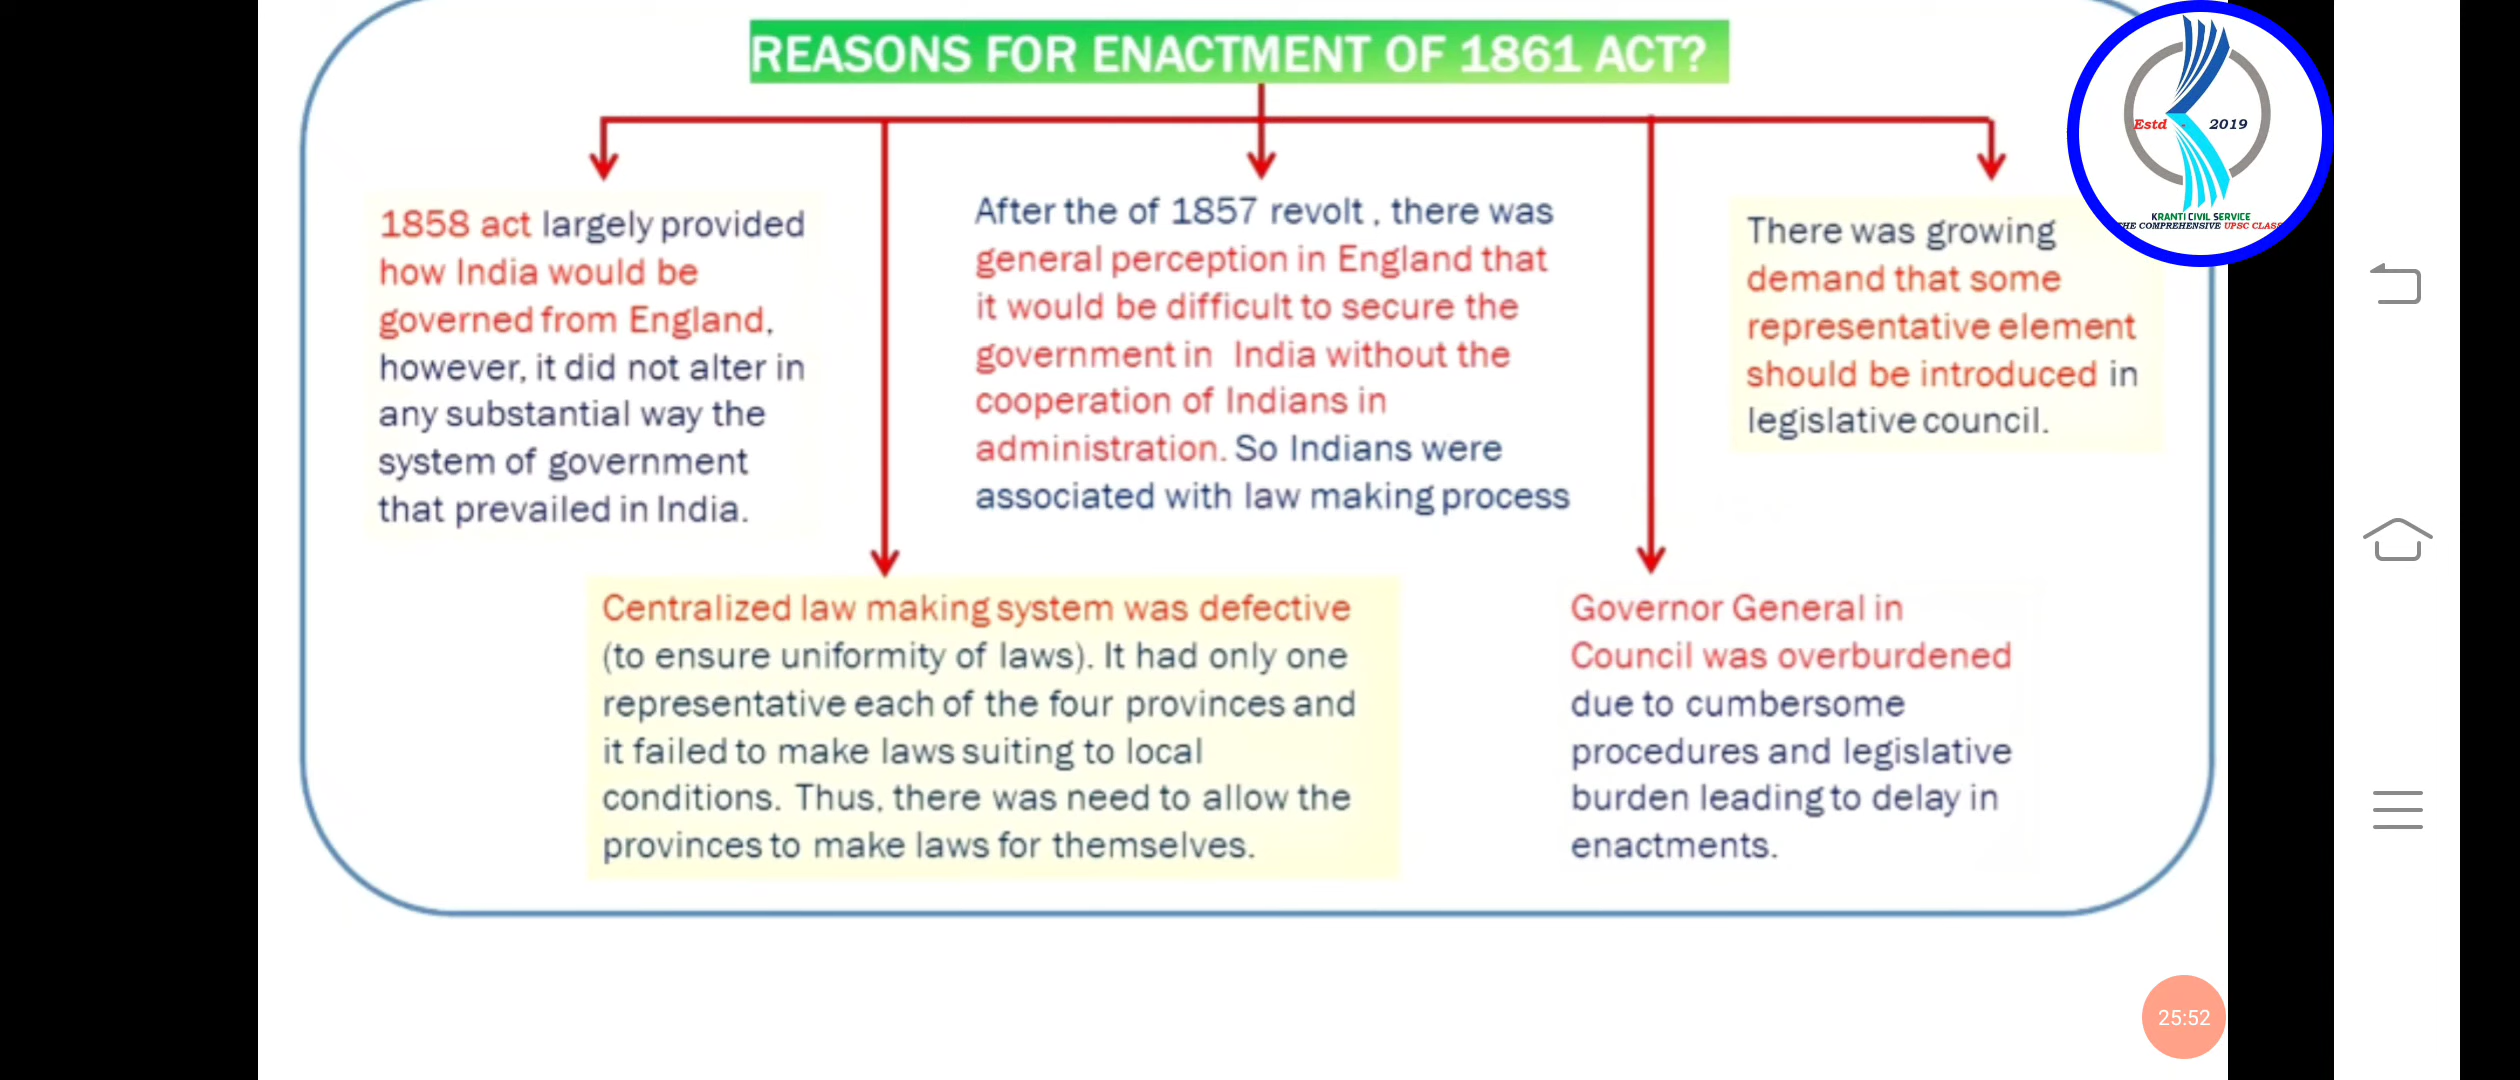 REASONS FOR ENACTMENT OF 1861 ACT?
1858 act largely provided
how India would be
governed from England,
however, it did not alter in
any substantial way the
system of government
that prevailed in India.
After the of 1857 revolt , there was
general perception in England that
it would be difficult to secure the
government in India without the
cooperation of Indians in
administration. So Indians were
associated with law making process
There was growing
demand that some
representative element
should be introduced in
legislative council.
Centralized law making system was defective
(to ensure uniformity of laws). It had only one
representative each of the four provinces and
it failed to make laws suiting to local
conditions. Thus, there was need to allow the
provinces to make laws for themselves.
Governor General in
Council was overburdened
due to cumbersome
procedures and legislative
burden leading to delay in
enactments.
Estd - 2019
KRANTI CIVIL SERVICE
THE COMPREHENSIVE UPSC CLASS
25:52